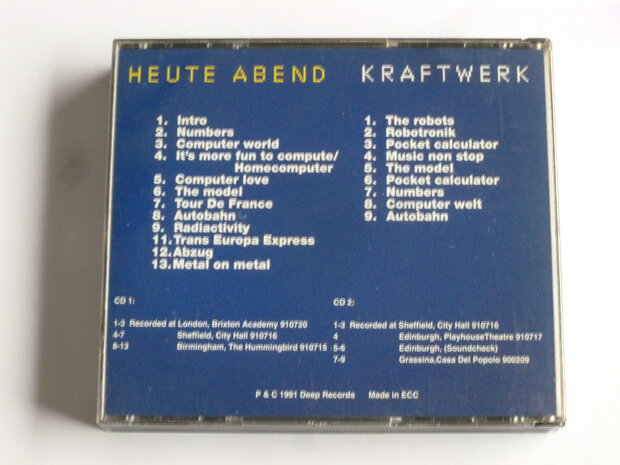 HEUTE ABEND KRAFTWERK
1. Intro
2. Numbers
3. Computer world
4. It's more fun to compute/
Homecomputer
5. Computer love
6. The model
7. Tour De France
8. Autobahn
9. Radiactivity
11. Trans Europa Express
12. Abzug
13. Metal on metal
1. The robots
2. Robotronik
3. Pocket calculator
4. Music non stop
5. The model
6. Pocket calculator
7. Numbers
8. Computer welt
9. Autobahn
CD 1:
1-3 Recorded at London, Brixton Academy 910720
4-7 Sheffield, City Hall 910716
8-13 Birmingham, The Hummingbird 910715
CD 2:
1-3 Recorded at Sheffield, City Hall 910716
4 Edinburgh, PlayhouseTheatre 910717
5-6 Edinburgh, (Soundcheck)
7-9 Grassina,Casa Del Popolo 900209
P & C 1991 Deep Records Made in ECC